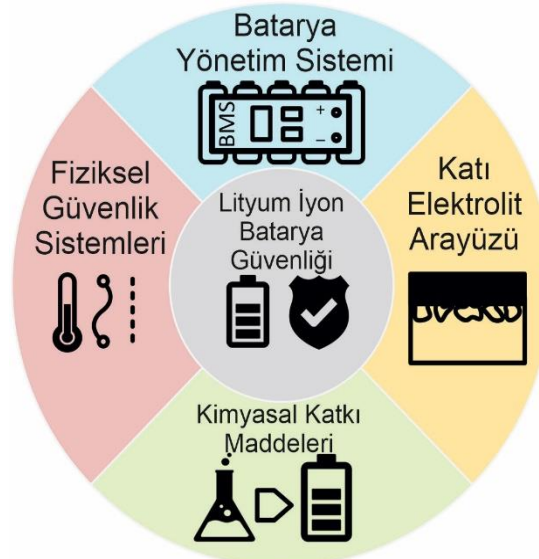 Batarya
Yönetim Sistemi
BMS
+
−
Fiziksel
Güvenlik
Sistemleri
Lityum İyon
Batarya
Güvenliği
Katı
Elektrolit
Arayüzü
Kimyasal Katkı
Maddeleri